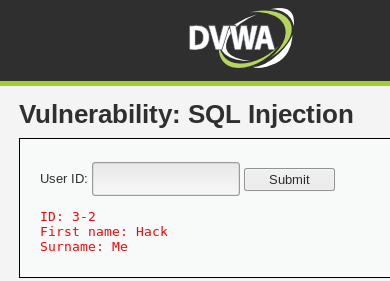 DVWA
Vulnerability: SQL Injection
User ID: Submit
ID: 3-2
First name: Hack
Surname: Me